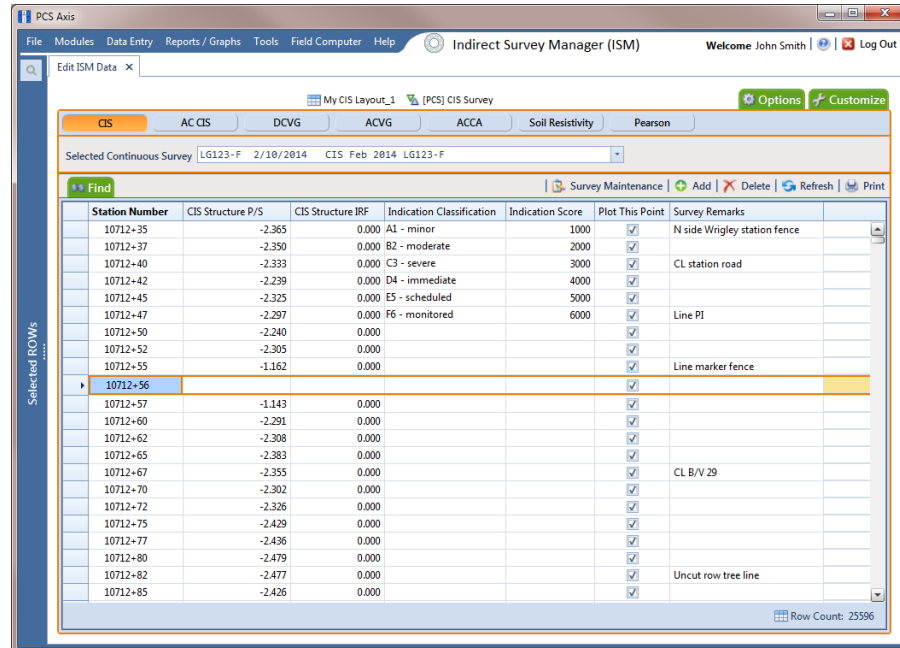 PCS Axis
File Modules Data Entry Reports / Graphs Tools Field Computer Help Indirect Survey Manager (ISM) Welcome John Smith | | Log Out
Edit ISM Data
My CIS Layout_1 [PCS] CIS Survey
Options Customize
CIS AC CIS DCVG ACVG ACCA Soil Resistivity Pearson
Selected Continuous Survey LG123-F 2/10/2014 CIS Feb 2014 LG123-F
Find | Survey Maintenance | Add | Delete | Refresh | Print
Station Number CIS Structure P/S CIS Structure IRF Indication Classification Indication Score Plot This Point Survey Remarks
10712+35 -2.365 0.000 A1 - minor 1000 N side Wrigley station fence
10712+37 -2.350 0.000 B2 - moderate 2000
10712+40 -2.333 0.000 C3 - severe 3000 CL station road
10712+42 -2.239 0.000 D4 - immediate 4000
10712+45 -2.325 0.000 E5 - scheduled 5000
10712+47 -2.297 0.000 F6 - monitored 6000 Line PI
10712+50 -2.240 0.000
10712+52 -2.305 0.000
10712+55 -1.162 0.000 Line marker fence
10712+56
10712+57 -1.143 0.000
10712+60 -2.291 0.000
10712+62 -2.308 0.000
10712+65 -2.383 0.000
10712+67 -2.355 0.000 CL B/V 29
10712+70 -2.302 0.000
10712+72 -2.326 0.000
10712+75 -2.429 0.000
10712+77 -2.436 0.000
10712+80 -2.479 0.000
10712+82 -2.477 0.000 Uncut row tree line
10712+85 -2.426 0.000
Row Count: 25596
Selected ROWs